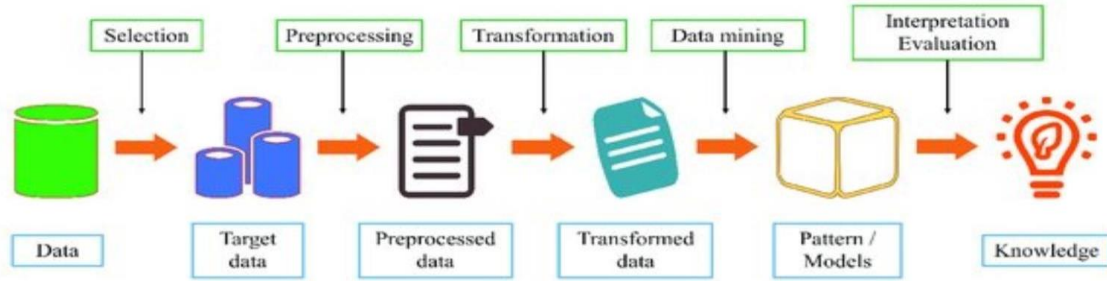 Selection
Preprocessing
Transformation
Data mining
Interpretation
Evaluation
Data
Target
data
Preprocessed
data
Transformed
data
Pattern /
Models
Knowledge